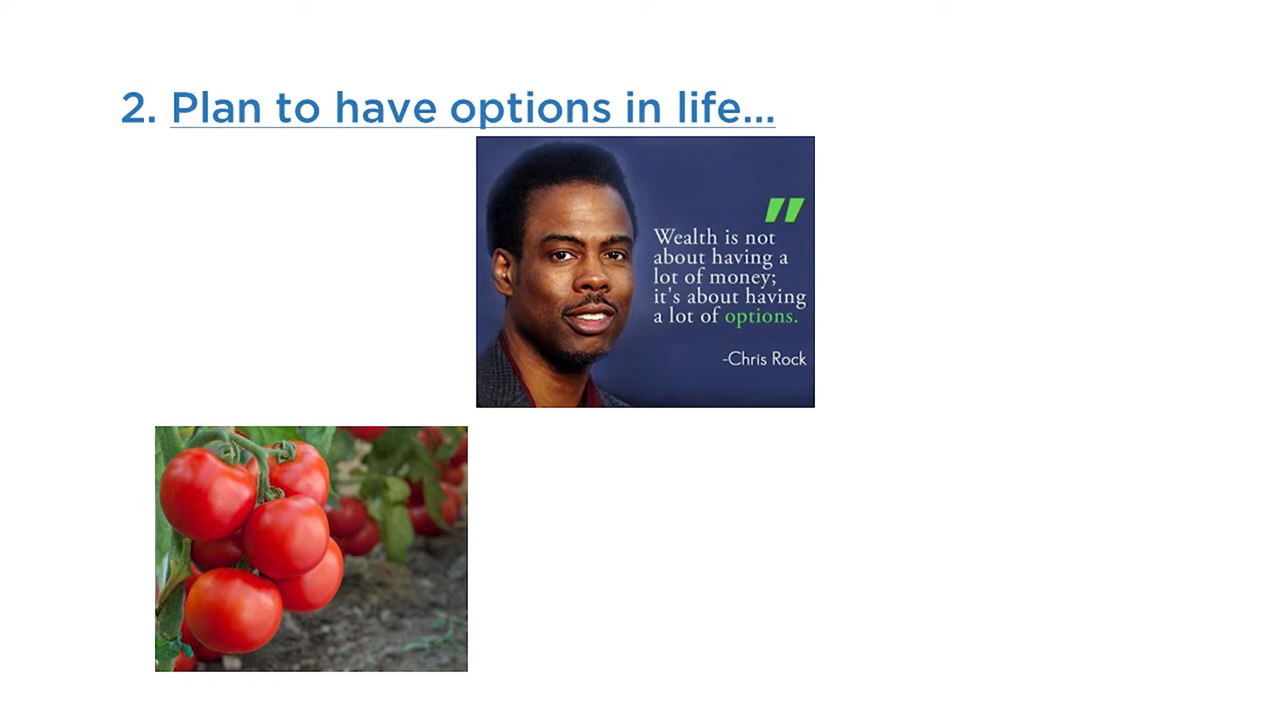 2. Plan to have options in life...
"
Wealth is not
about having a
lot of money;
it's about having
a lot of options.
-Chris Rock